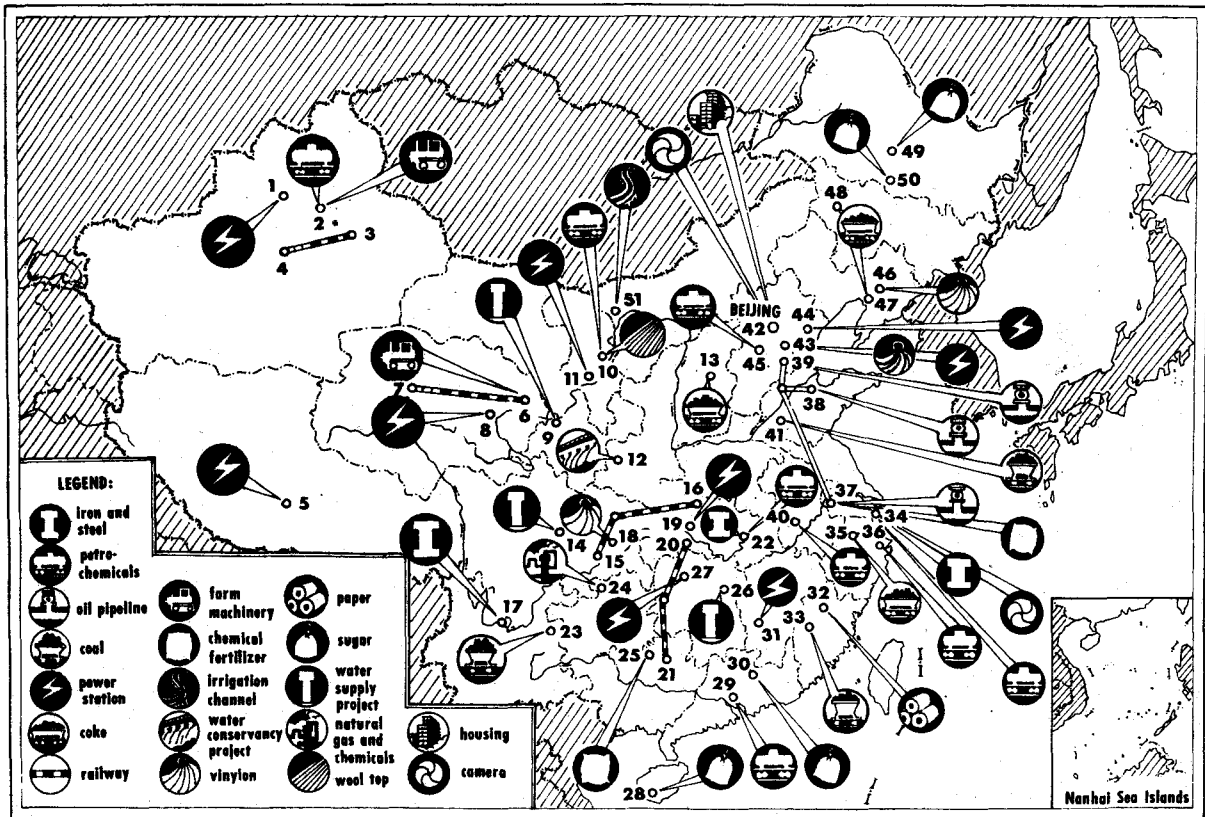 49
50
48
1
2
3
4
46
47
51
BEIJING
42
44
43
45
39
10
11
13
38
7
6
8
9
41
12
5
16
37
34
19
40
35
36
20
22
18
14
15
24
27
26
32
17
23
31
33
25
21
30
29
28
LEGEND:
iron and
steel
petro-
chemicals
oil pipeline
coal
power
station
coke
railway
farm
machinery
chemical
fertilizer
irrigation
channel
water
conservancy
project
vinylon
paper
sugar
water
supply
project
natural
gas and
chemicals
wool top
housing
camera
Nanhai Sea Islands